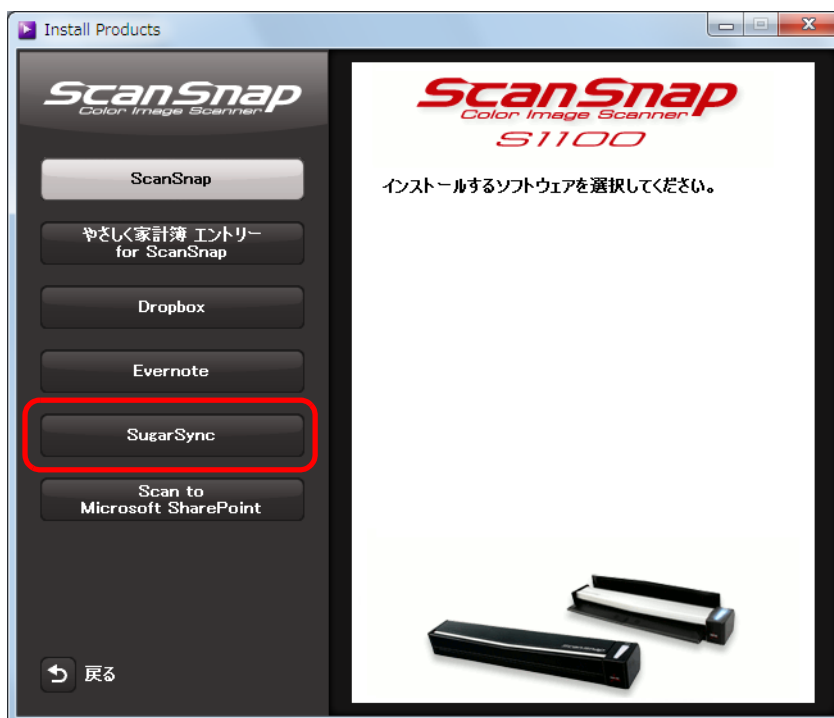 Install Products
ScanSnap
Color Image Scanner
ScanSnap
やさしく家計簿 エントリー
for ScanSnap
Dropbox
Evernote
SugarSync
Scan to
Microsoft SharePoint
戻る
ScanSnap
Color Image Scanner
S1100
インストールするソフトウェアを選択してください。